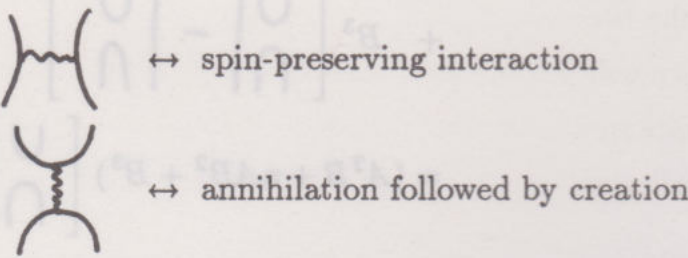 ↔ spin-preserving interaction
↔ annihilation followed by creation